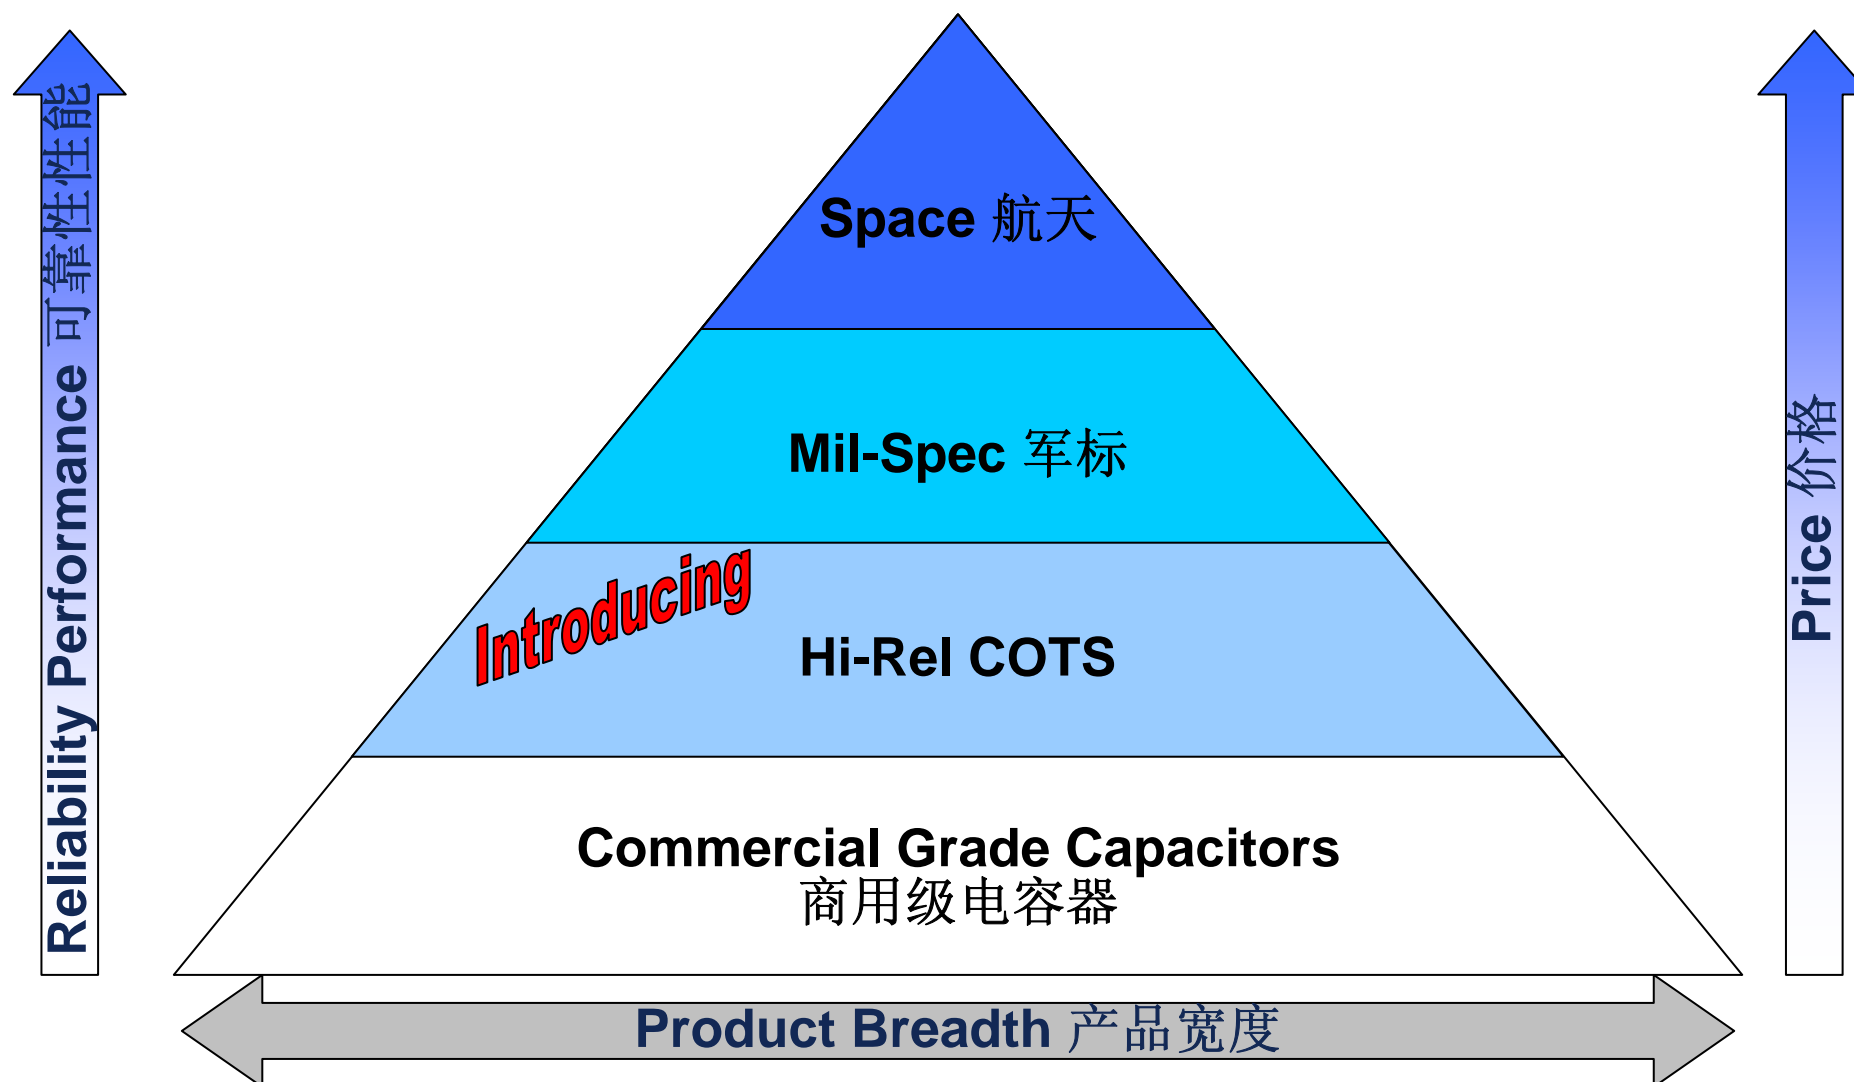 Reliability Performance 可靠性性能
Space 航天
Mil-Spec 军标
Introducing
Hi-Rel COTS
Commercial Grade Capacitors
商用级电容器
Price 价格
Product Breadth 产品宽度